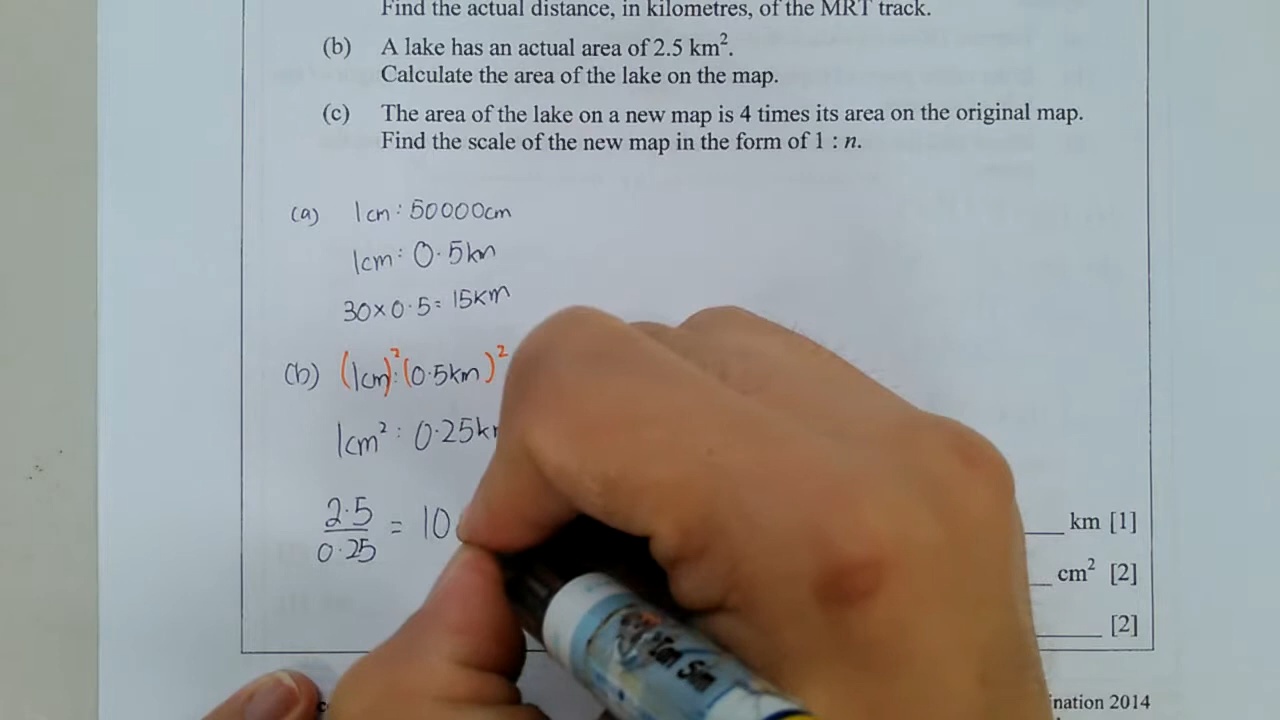 Find the actual distance, in kilometres, of the MRT track.
(b) A lake has an actual area of 2.5 km².
Calculate the area of the lake on the map.
(c) The area of the lake on a new map is 4 times its area on the original map.
Find the scale of the new map in the form of 1 : n.
(a) 1cm : 50000cm
1cm : 0.5km
30×0.5 = 15km
(b) (1cm)² : (0.5km)²
1cm² : 0.25k
2.5
0.25 = 10
km [1]
cm² [2]
[2]
ination 2014